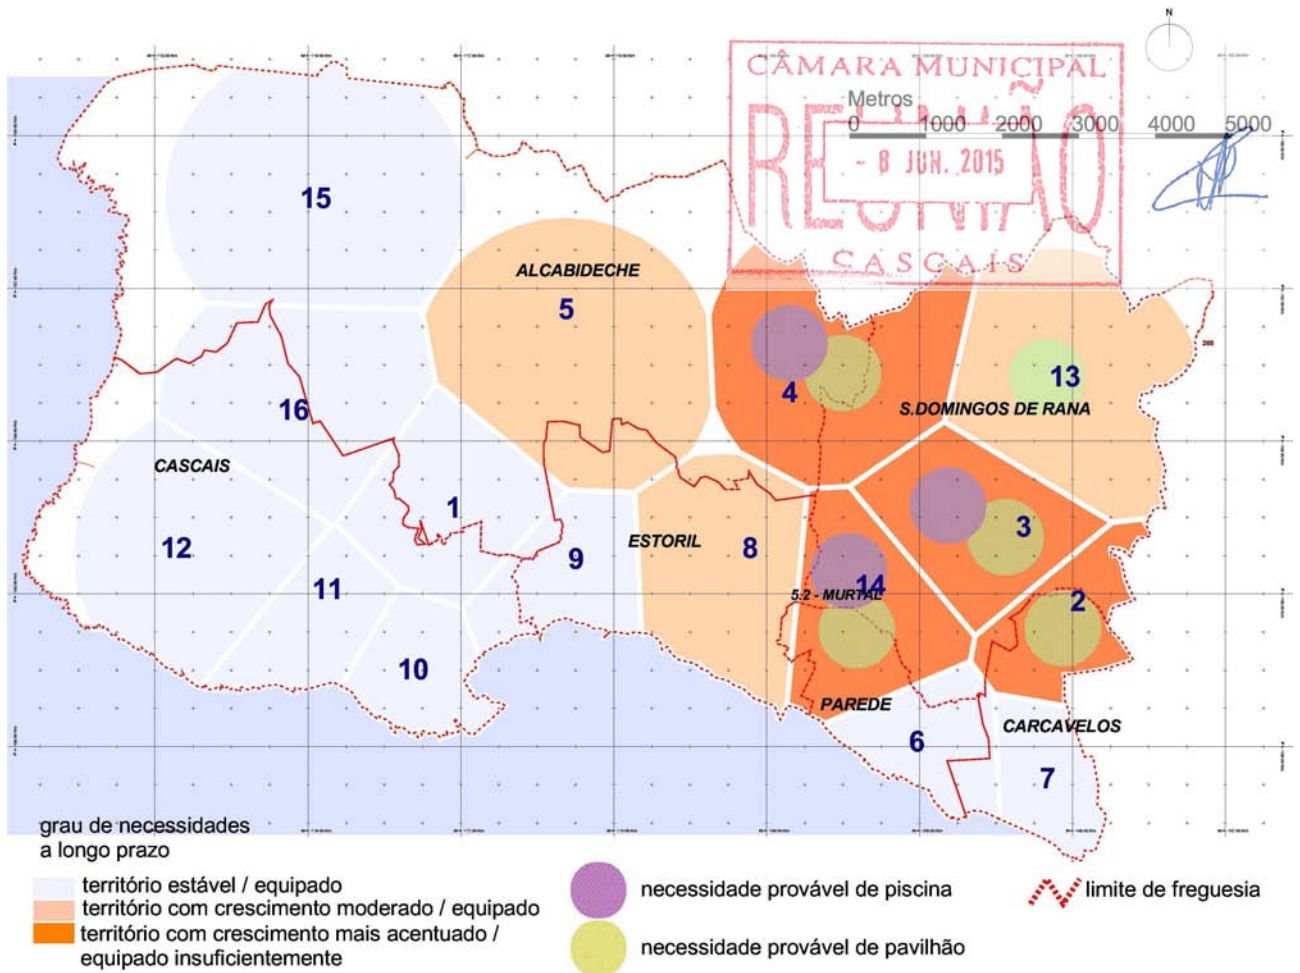 N
CÂMARA MUNICIPAL
REUNIÃO
- 8 JUN. 2015
CASCAIS
Metros
0 1000 2000 3000 4000 5000
15
ALCABIDECHE
5
4
13
S.DOMINGOS DE RANA
16
CASCAIS
1
12
11
9
ESTORIL
8
3
14
5.2 - MURTAL
2
10
PAREDE
6
CARCAVELOS
7
grau de necessidades
a longo prazo
território estável / equipado
território com crescimento moderado / equipado
território com crescimento mais acentuado /
equipado insuficientemente
necessidade provável de piscina
necessidade provável de pavilhão
limite de freguesia